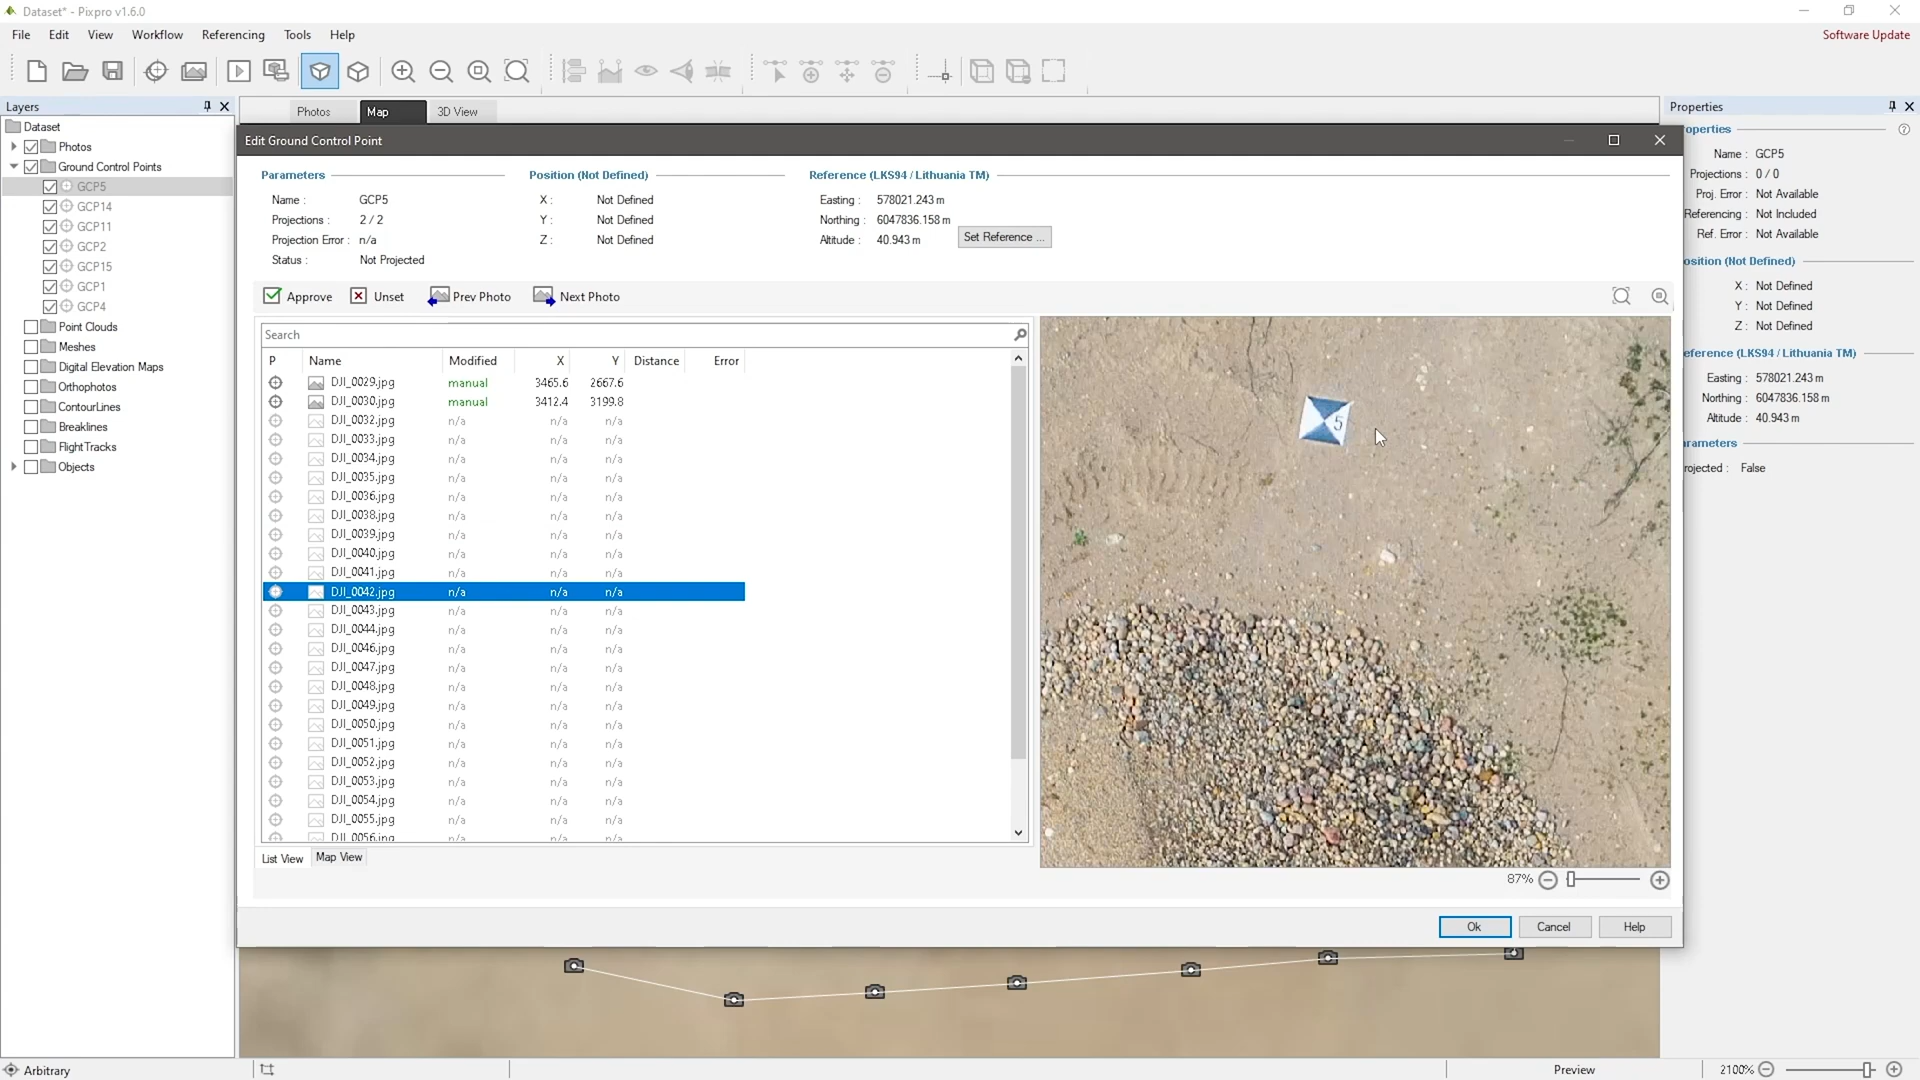 Dataset* - Pixpro v1.6.0
File Edit View Workflow Referencing Tools Help Software Update
Layers
Dataset
Photos
Ground Control Points
GCP5
GCP14
GCP11
GCP2
GCP15
GCP1
GCP4
Point Clouds
Meshes
Digital Elevation Maps
Orthophotos
ContourLines
Breaklines
FlightTracks
Objects
Photos Map 3D View
Edit Ground Control Point
Parameters
Name : GCP5
Projections : 2 / 2
Projection Error : n/a
Status : Not Projected
Position (Not Defined)
X : Not Defined
Y : Not Defined
Z : Not Defined
Reference (LKS94 / Lithuania TM)
Easting : 578021.243 m
Northing : 6047836.158 m
Altitude : 40.943 m
Set Reference ...
Approve Unset Prev Photo Next Photo
Search
P Name Modified X Y Distance Error
DJI_0029.jpg manual 3465.6 2667.6
DJI_0030.jpg manual 3412.4 3199.8
DJI_0032.jpg n/a n/a n/a
DJI_0033.jpg n/a n/a n/a
DJI_0034.jpg n/a n/a n/a
DJI_0035.jpg n/a n/a n/a
DJI_0036.jpg n/a n/a n/a
DJI_0038.jpg n/a n/a n/a
DJI_0039.jpg n/a n/a n/a
DJI_0040.jpg n/a n/a n/a
DJI_0041.jpg n/a n/a n/a
DJI_0042.jpg n/a n/a n/a
DJI_0043.jpg n/a n/a n/a
DJI_0044.jpg n/a n/a n/a
DJI_0046.jpg n/a n/a n/a
DJI_0047.jpg n/a n/a n/a
DJI_0048.jpg n/a n/a n/a
DJI_0049.jpg n/a n/a n/a
DJI_0050.jpg n/a n/a n/a
DJI_0051.jpg n/a n/a n/a
DJI_0052.jpg n/a n/a n/a
DJI_0053.jpg n/a n/a n/a
DJI_0054.jpg n/a n/a n/a
DJI_0055.jpg n/a n/a n/a
DJI_0056.jpg n/a n/a n/a
List View Map View
5
87%
Ok Cancel Help
Properties
operties
Name : GCP5
Projections : 0 / 0
Proj. Error : Not Available
Referencing : Not Included
Ref. Error : Not Available
osition (Not Defined)
X : Not Defined
Y : Not Defined
Z : Not Defined
eference (LKS94 / Lithuania TM)
Easting : 578021.243 m
Northing : 6047836.158 m
Altitude : 40.943 m
arameters
rojected : False
Arbitrary Preview 2100%